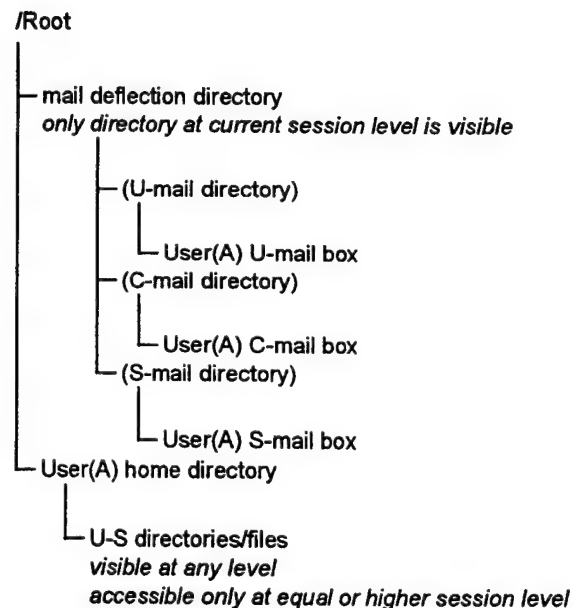 /Root
mail deflection directory
only directory at current session level is visible
(U-mail directory)
User(A) U-mail box
(C-mail directory)
User(A) C-mail box
(S-mail directory)
User(A) S-mail box
User(A) home directory
U-S directories/files
visible at any level
accessible only at equal or higher session level